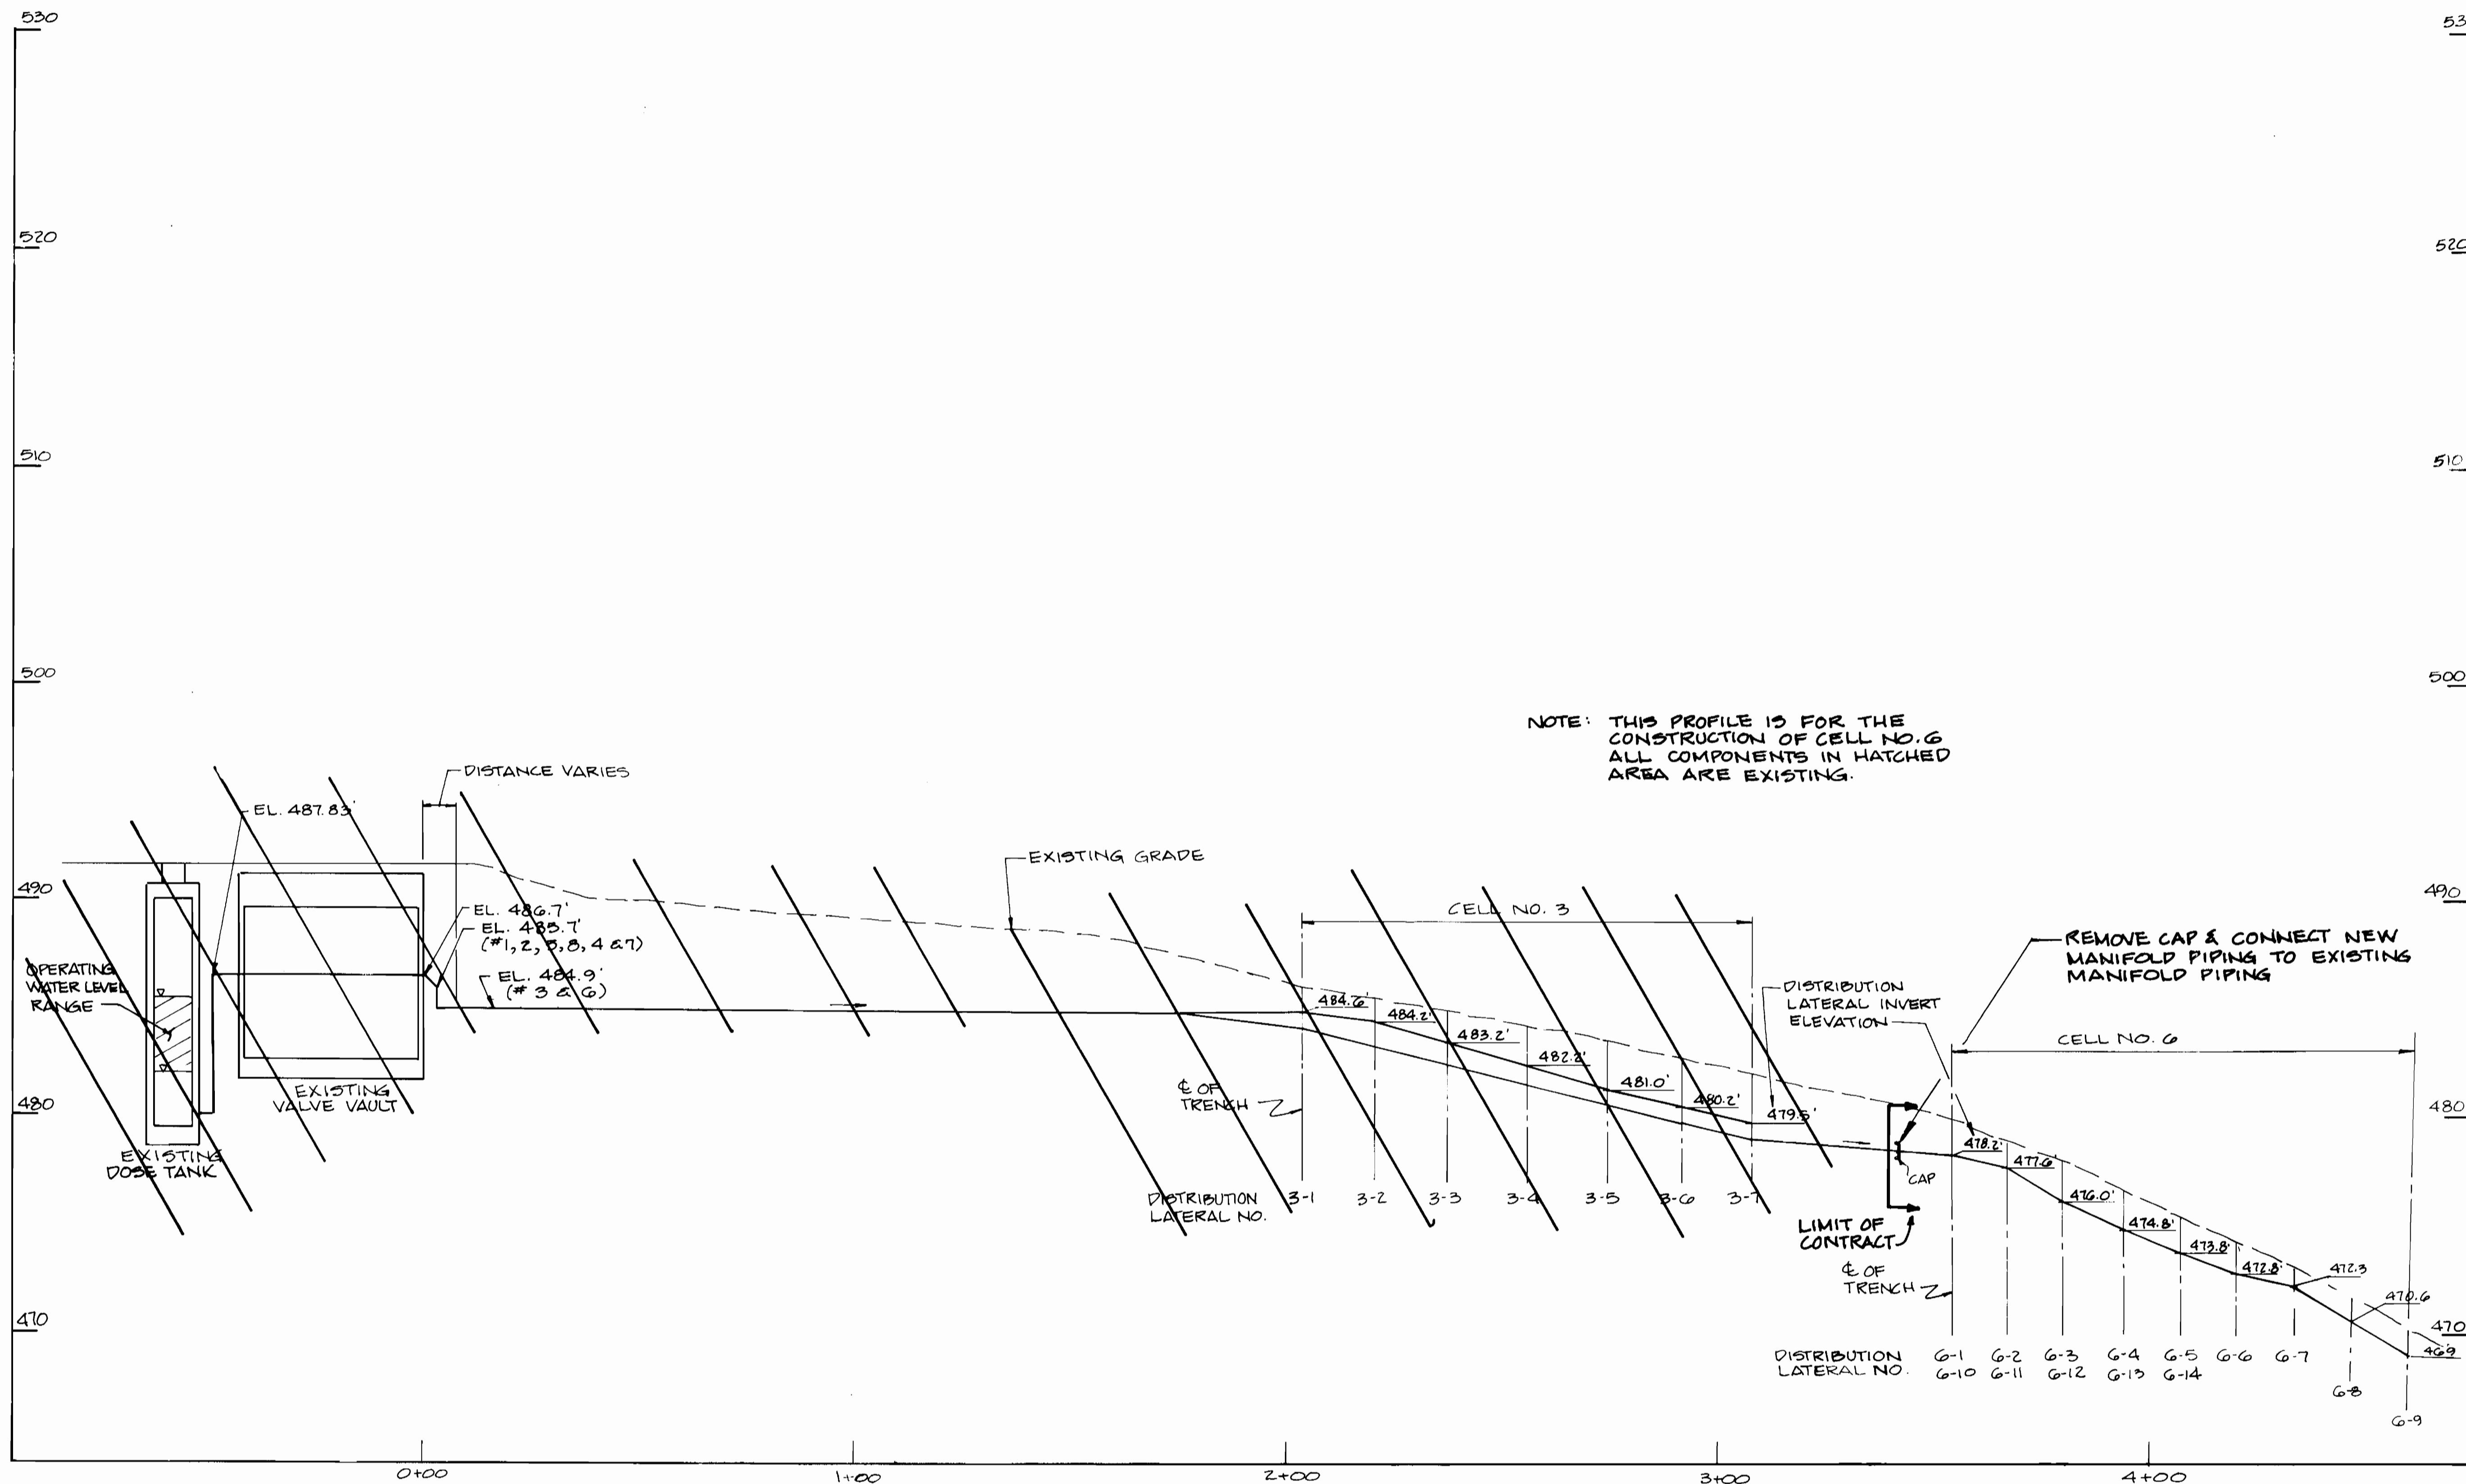 530
53
520
520
510
510
500
500
NOTE: THIS PROFILE IS FOR THE
CONSTRUCTION OF CELL NO. 6
ALL COMPONENTS IN HATCHED
AREA ARE EXISTING.
DISTANCE VARIES
EL. 487.83'
EXISTING GRADE
490
490
EL. 486.7'
EL. 485.7'
(#1, 2, 5, 8, 4 & 7)
EL. 484.9'
(# 3 & 6)
CELL NO. 3
REMOVE CAP & CONNECT NEW
MANIFOLD PIPING TO EXISTING
MANIFOLD PIPING
OPERATING
WATER LEVEL
RANGE
DISTRIBUTION
LATERAL INVERT
ELEVATION
CELL NO. 6
484.6'
484.2'
483.2'
482.2'
481.0'
480.2'
479.5'
EXISTING
VALVE VAULT
℄ OF
TRENCH
480
480
EXISTING
DOSE TANK
478.2'
477.6'
476.0'
474.8'
473.8'
472.8'
472.3
470.6
469
CAP
DISTRIBUTION
LATERAL NO.
3-1 3-2 3-3 3-4 3-5 3-6 3-7
LIMIT OF
CONTRACT
℄ OF
TRENCH
470
470
DISTRIBUTION
LATERAL NO.
6-1 6-2 6-3 6-4 6-5 6-6 6-7
6-10 6-11 6-12 6-13 6-14
6-8
6-9
0+00 1+00 2+00 3+00 4+00